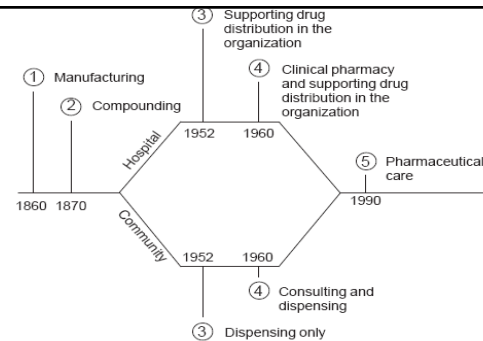 ③ Supporting drug
distribution in the
organization
④ Clinical pharmacy
and supporting drug
distribution in the
organization
① Manufacturing
② Compounding
Hospital
1952 1960
⑤ Pharmaceutical
care
1860 1870
1990
Community
1952 1960
④ Consulting and
dispensing
③ Dispensing only